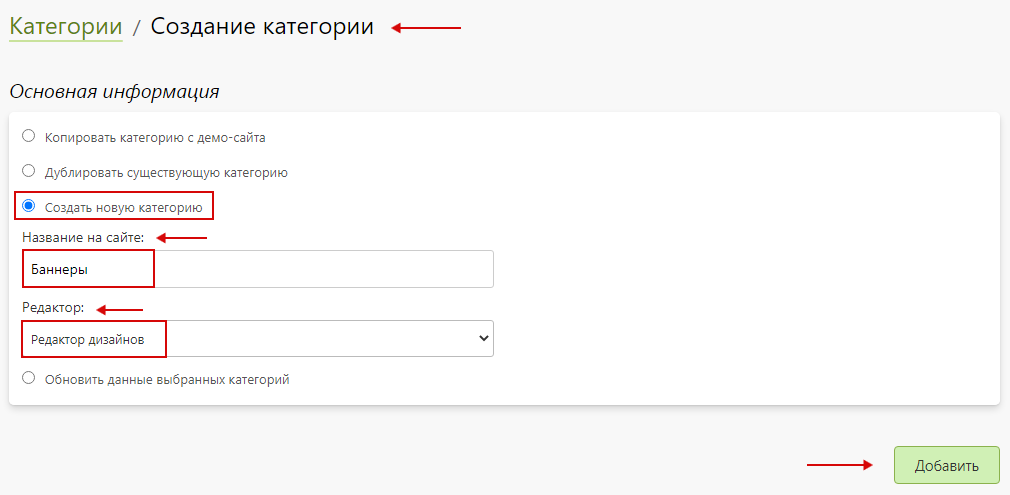 Категории / Создание категории
Основная информация
Копировать категорию с демо-сайта
Дублировать существующую категорию
Создать новую категорию
Название на сайте:
Баннеры
Редактор:
Редактор дизайнов
Обновить данные выбранных категорий
Добавить